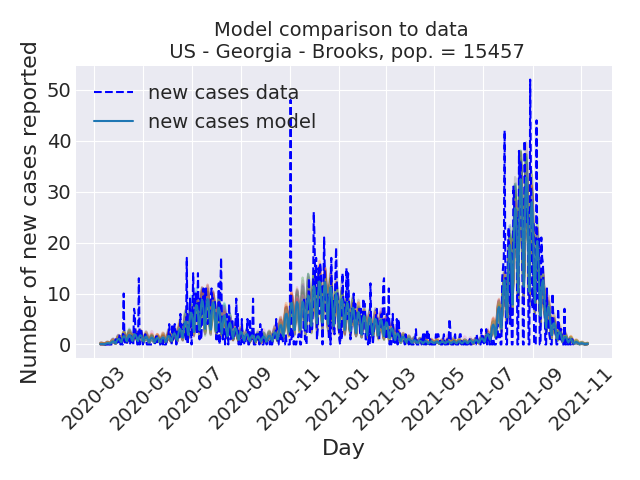 Model comparison to data
US - Georgia - Brooks, pop. = 15457
Number of new cases reported
50
40
30
20
10
0
new cases data
new cases model
2020-03
2020-05
2020-07
2020-09
2020-11
2021-01
2021-03
2021-05
2021-07
2021-09
2021-11
Day